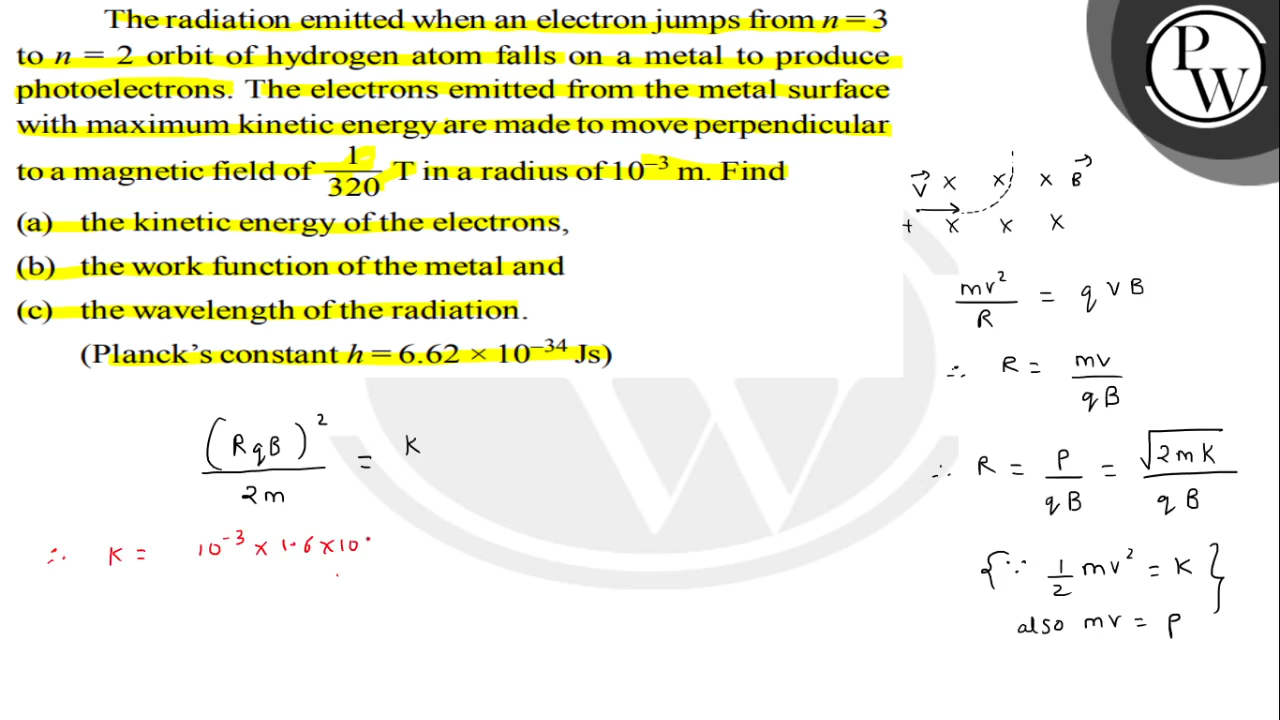 The radiation emitted when an electron jumps from n = 3
to n = 2 orbit of hydrogen atom falls on a metal to produce
photoelectrons. The electrons emitted from the metal surface
with maximum kinetic energy are made to move perpendicular
to a magnetic field of 1/320 T in a radius of 10⁻³ m. Find
(a) the kinetic energy of the electrons,
(b) the work function of the metal and
(c) the wavelength of the radiation.
(Planck's constant h = 6.62 × 10⁻³⁴ Js)
(RqB)²/2m = K
∴ K = 10⁻³ × 1.6 × 10
PW
V⃗ × × × B⃗
+ × × ×
mv²/R = qvB
∴ R = mv/qB
∴ R = P/qB = √2mK/qB
{∵ 1/2 mv² = K}
also mv = P